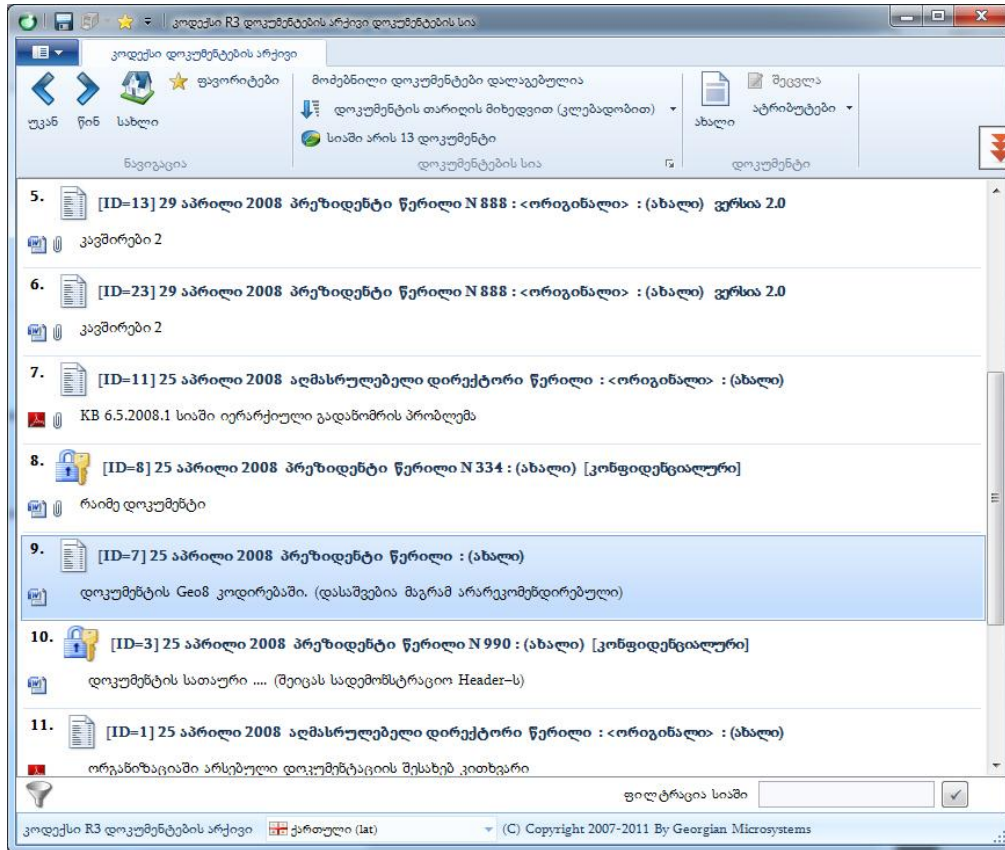 კოდექსი R3 დოკუმენტების არქივი დოკუმენტების სია
კოდექსი დოკუმენტების არქივი
უკან
წინ
სახლი
ფავორიტები
ნავიგაცია
მოძებნილი დოკუმენტები დალაგებულია
დოკუმენტის თარიღის მიხედვით (კლებადობით)
სიაში არის 13 დოკუმენტი
დოკუმენტების სია
ახალი
შეცვლა
ატრიბუტები
დოკუმენტი
5. [ID=13] 29 აპრილი 2008 პრეზიდენტი წერილი N 888 : <ორიგინალი> : (ახალი) ვერსია 2.0
კავშირები 2
6. [ID=23] 29 აპრილი 2008 პრეზიდენტი წერილი N 888 : <ორიგინალი> : (ახალი) ვერსია 2.0
კავშირები 2
7. [ID=11] 25 აპრილი 2008 აღმასრულებელი დირექტორი წერილი : <ორიგინალი> : (ახალი)
KB 6.5.2008.1 სიაში იერარქიული გადანომრის პრობლემა
8. [ID=8] 25 აპრილი 2008 პრეზიდენტი წერილი N 334 : (ახალი) [კონფიდენციალური]
რაიმე დოკუმენტი
9. [ID=7] 25 აპრილი 2008 პრეზიდენტი წერილი : (ახალი)
დოკუმენტის Geo8 კოდირებაში. (დასაშვებია მაგრამ არარეკომენდირებული)
10. [ID=3] 25 აპრილი 2008 პრეზიდენტი წერილი N 990 : (ახალი) [კონფიდენციალური]
დოკუმენტის სათაური .... (შეიცას სადემონსტრაციო Header–ს)
11. [ID=1] 25 აპრილი 2008 აღმასრულებელი დირექტორი წერილი : <ორიგინალი> : (ახალი)
ორგანიზაციაში არსებული დოკუმენტაციის შესახებ კითხვარი
ფილტრაცია სიაში
კოდექსი R3 დოკუმენტების არქივი ქართული (lat) (C) Copyright 2007-2011 By Georgian Microsystems